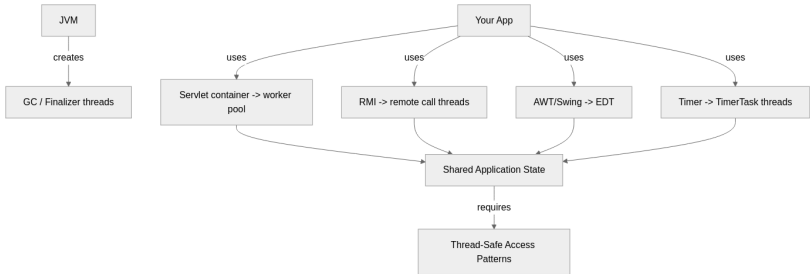 JVM
Your App
creates
uses
uses
uses
uses
GC / Finalizer threads
Servlet container -> worker
pool
RMI -> remote call threads
AWT/Swing -> EDT
Timer -> TimerTask threads
Shared Application State
requires
Thread-Safe Access
Patterns